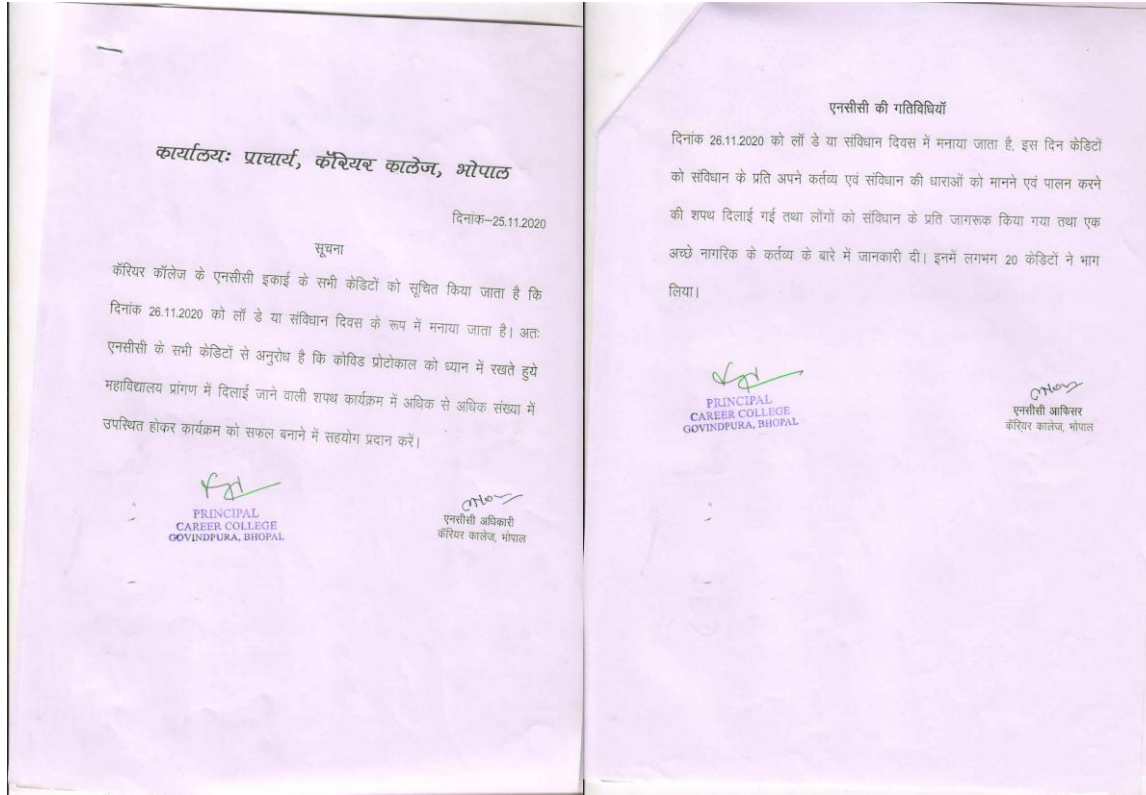 कार्यालयः प्राचार्य, कॅरियर कालेज, भोपाल
दिनांक–25.11.2020
सूचना
कॅरियर कॉलेज के एनसीसी इकाई के सभी केडिटों को सूचित किया जाता है कि
दिनांक 26.11.2020 को लॉ डे या संविधान दिवस के रूप में मनाया जाता है। अतः
एनसीसी के सभी केडिटों से अनुरोध है कि कोविड प्रोटोकाल को ध्यान में रखते हुये
महाविद्यालय प्रांगण में दिलाई जाने वाली शपथ कार्यक्रम में अधिक से अधिक संख्या में
उपस्थित होकर कार्यक्रम को सफल बनाने में सहयोग प्रदान करें।
PRINCIPAL
CAREER COLLEGE
GOVINDPURA, BHOPAL
एनसीसी अधिकारी
कॅरियर कालेज, भोपाल
एनसीसी की गतिविधियॉ
दिनांक 26.11.2020 को लॉ डे या संविधान दिवस में मनाया जाता है, इस दिन केडिटों
को संविधान के प्रति अपने कर्तव्य एवं संविधान की धाराओं को मानने एवं पालन करने
की शपथ दिलाई गई तथा लोंगों को संविधान के प्रति जागरूक किया गया तथा एक
अच्छे नागरिक के कर्तव्य के बारे में जानकारी दी। इनमें लगभग 20 केडिटों ने भाग
लिया।
PRINCIPAL
CAREER COLLEGE
GOVINDPURA, BHOPAL
एनसीसी आफिसर
कॅरियर कालेज, भोपाल